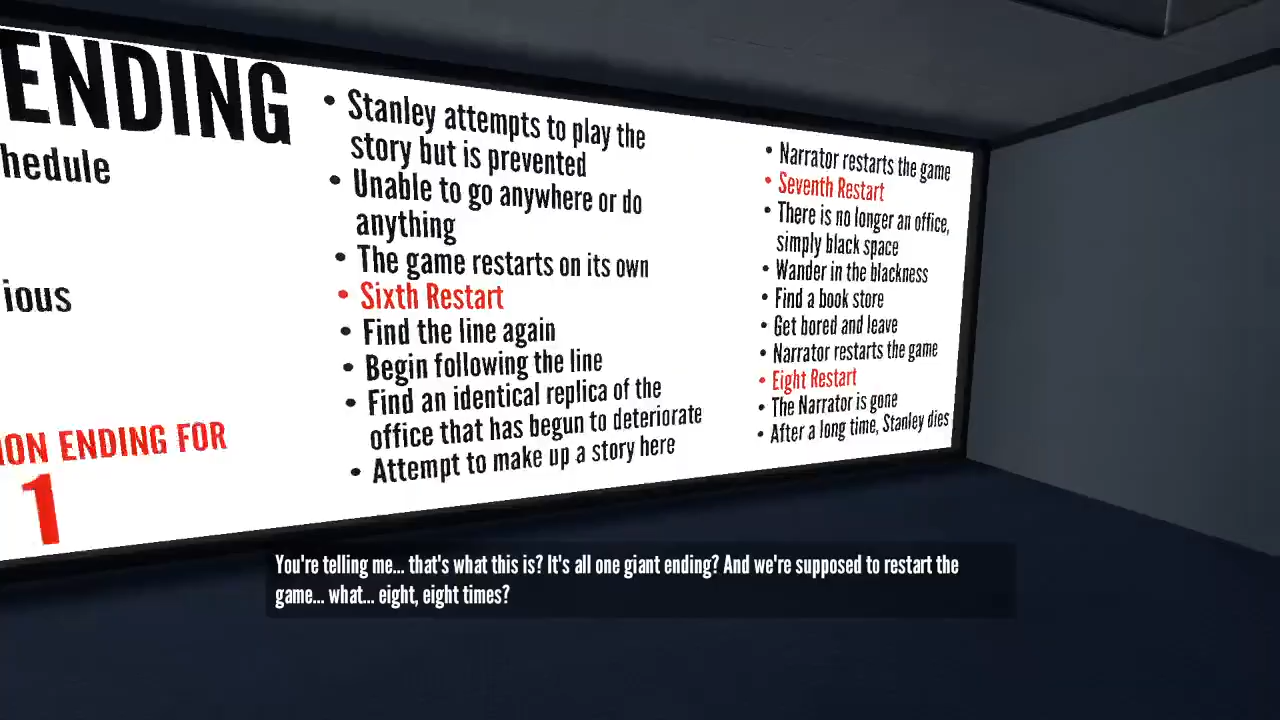 ENDING
hedule
ious
ON ENDING FOR
1
• Stanley attempts to play the
story but is prevented
• Unable to go anywhere or do
anything
• The game restarts on its own
• Sixth Restart
• Find the line again
• Begin following the line
• Find an identical replica of the
office that has begun to deteriorate
• Attempt to make up a story here
• Narrator restarts the game
• Seventh Restart
• There is no longer an office,
simply black space
• Wander in the blackness
• Find a book store
• Get bored and leave
• Narrator restarts the game
• Eight Restart
• The Narrator is gone
• After a long time, Stanley dies
You're telling me... that's what this is? It's all one giant ending? And we're supposed to restart the
game... what... eight, eight times?